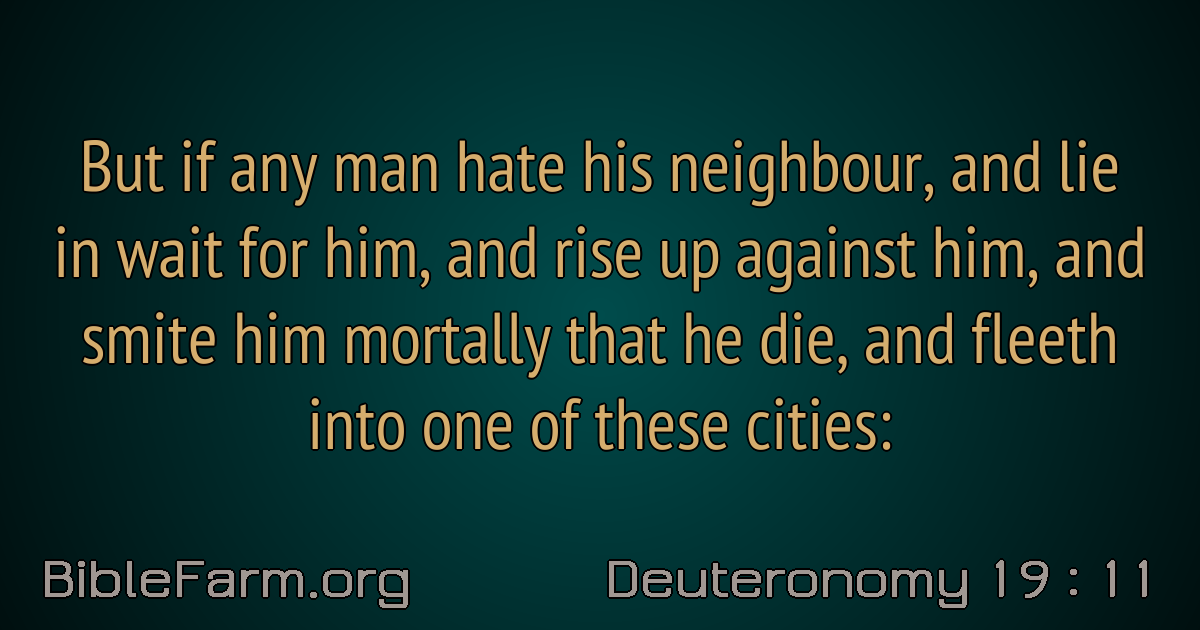 But if any man hate his neighbour, and lie
in wait for him, and rise up against him, and
smite him mortally that he die, and fleeth
into one of these cities:
BibleFarm.org
Deuteronomy 19 : 11